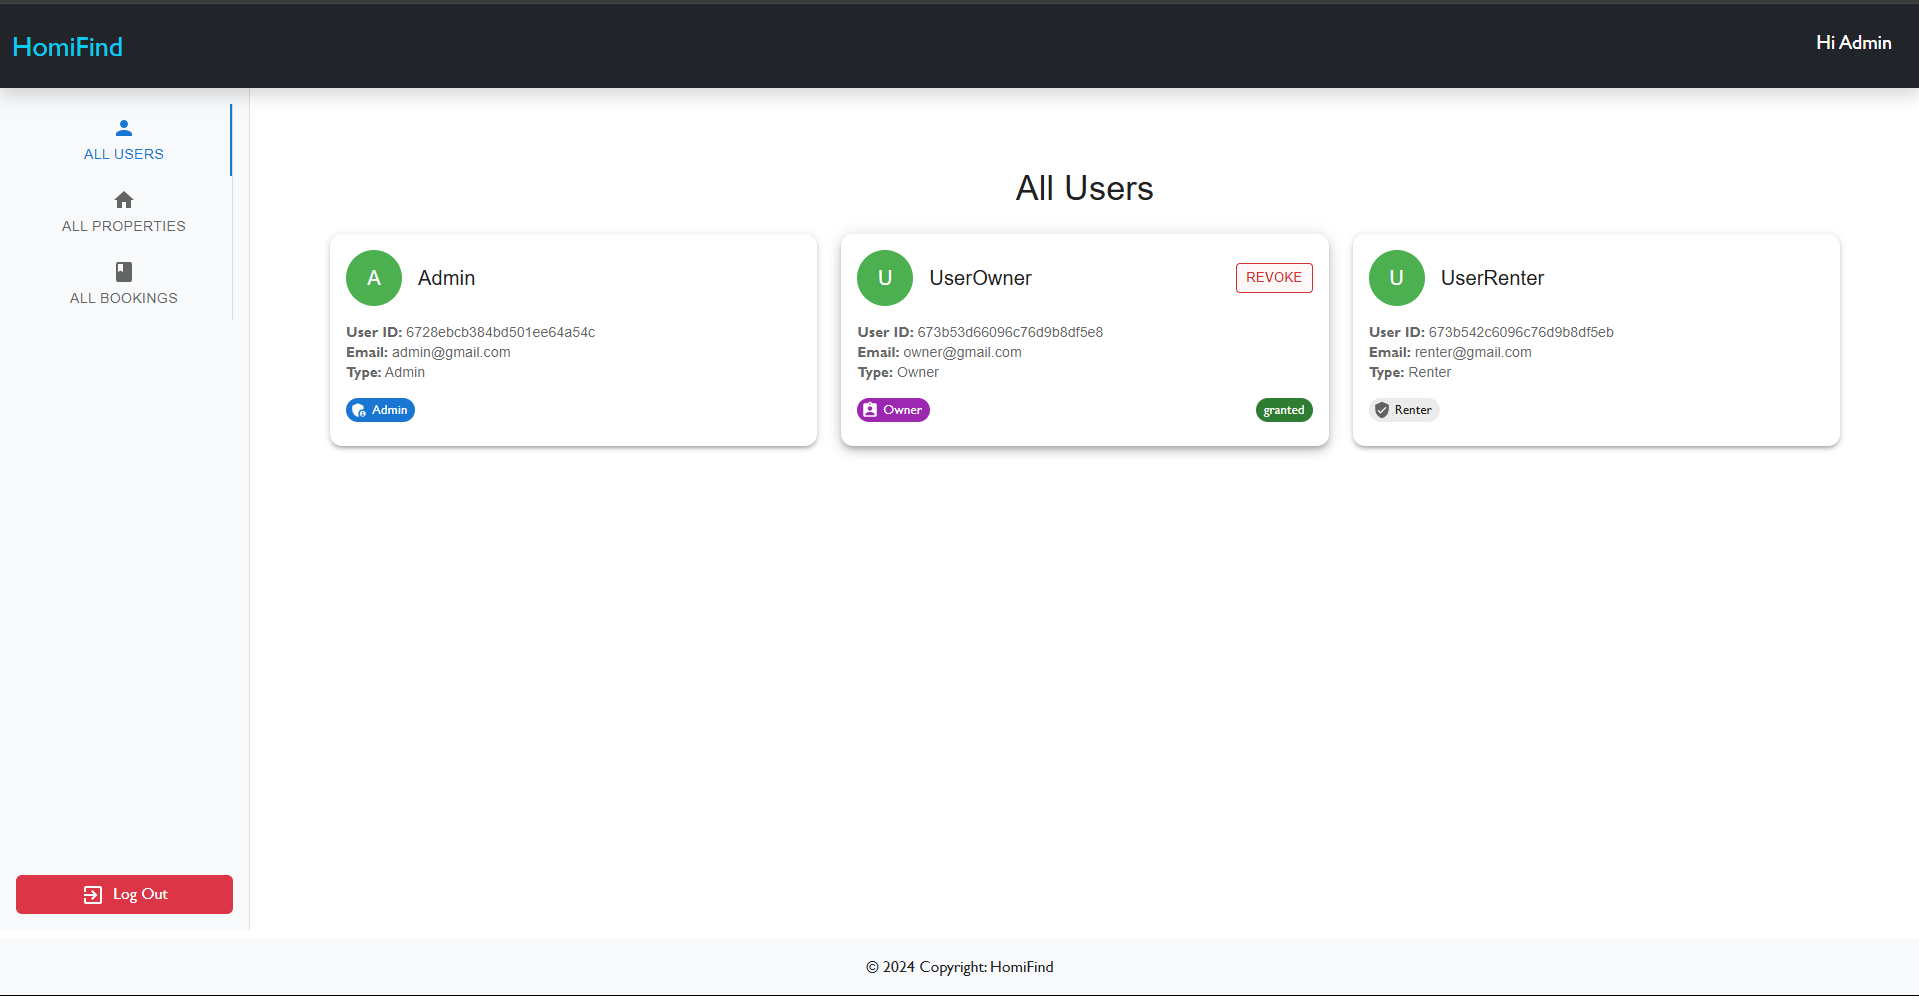 HomiFind
Hi Admin
ALL USERS
ALL PROPERTIES
ALL BOOKINGS
Log Out
All Users
A
Admin
User ID: 6728ebcb384bd501ee64a54c
Email: admin@gmail.com
Type: Admin
Admin
U
UserOwner
REVOKE
User ID: 673b53d66096c76d9b8df5e8
Email: owner@gmail.com
Type: Owner
Owner
granted
U
UserRenter
User ID: 673b542c6096c76d9b8df5eb
Email: renter@gmail.com
Type: Renter
Renter
© 2024 Copyright: HomiFind